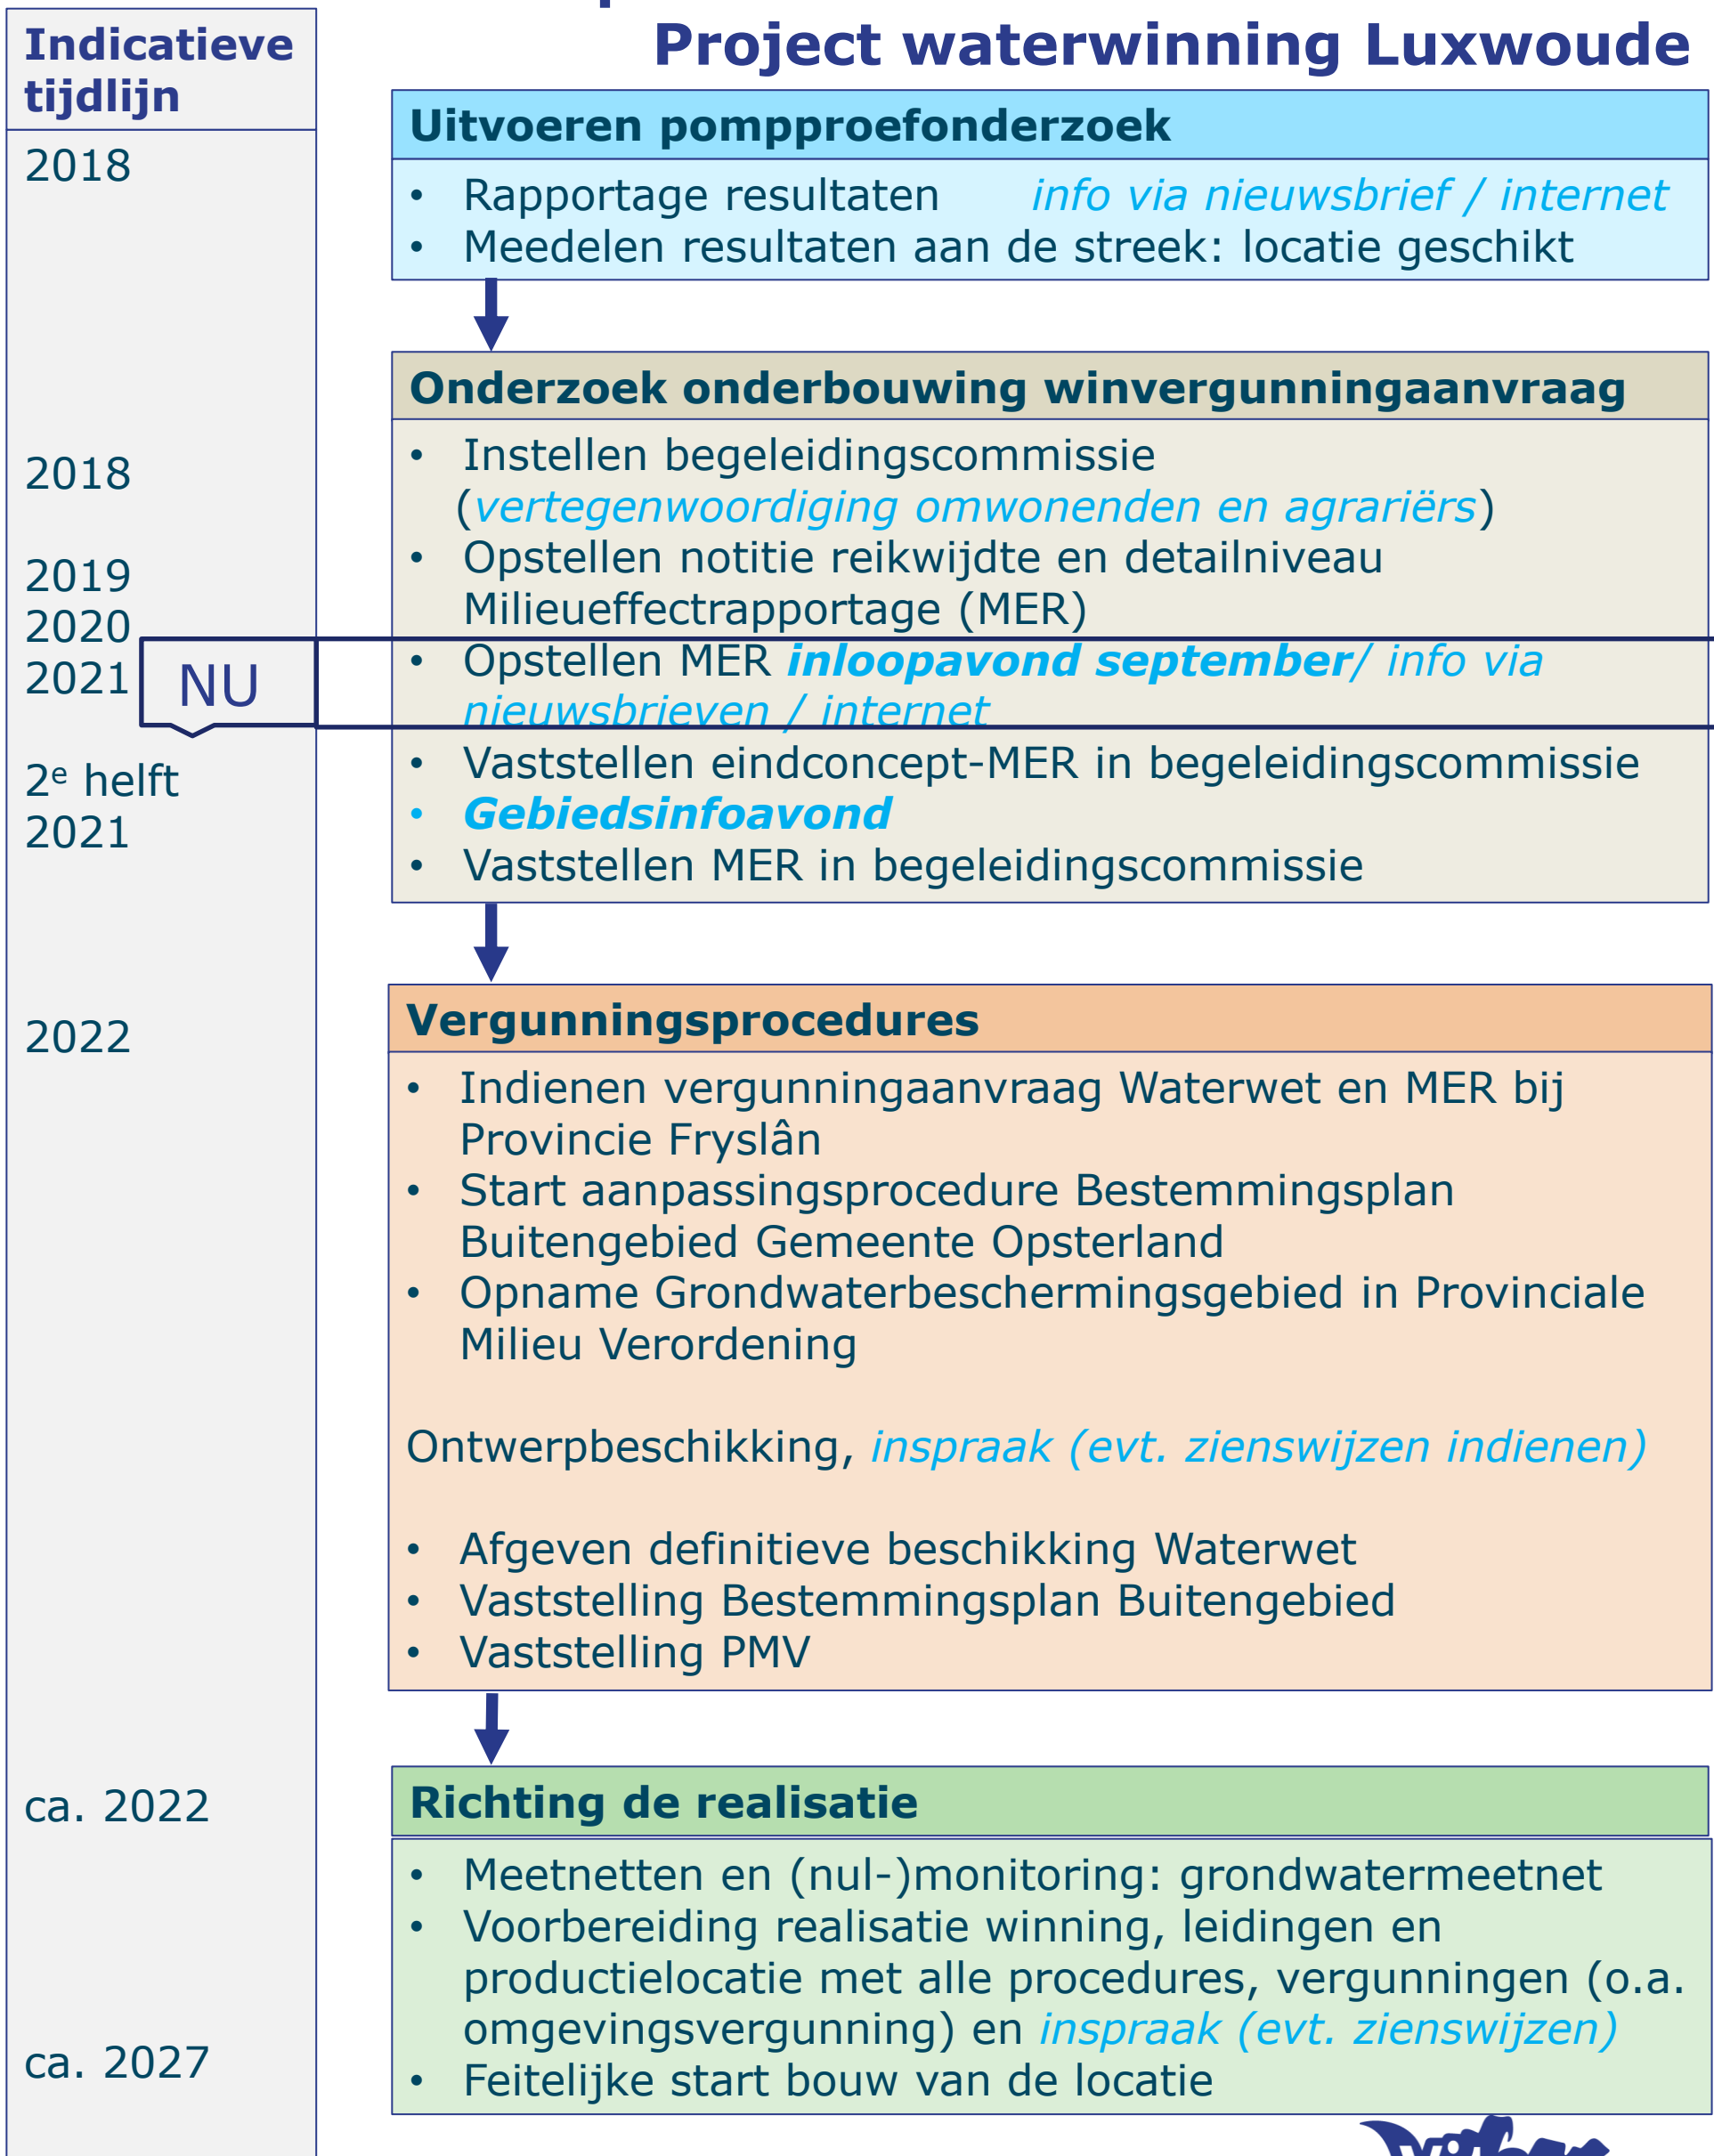 Project waterwinning Luxwoude
Indicatieve
tijdlijn
2018
2018
2019
2020
2021
NU
2e helft
2021
2022
ca. 2022
ca. 2027
Uitvoeren pompproefonderzoek
• Rapportage resultaten info via nieuwsbrief / internet
• Meedelen resultaten aan de streek: locatie geschikt
Onderzoek onderbouwing winvergunningaanvraag
• Instellen begeleidingscommissie
(vertegenwoordiging omwonenden en agrariërs)
• Opstellen notitie reikwijdte en detailniveau
Milieueffectrapportage (MER)
• Opstellen MER inloopavond september/ info via
nieuwsbrieven / internet
• Vaststellen eindconcept-MER in begeleidingscommissie
• Gebiedsinfoavond
• Vaststellen MER in begeleidingscommissie
Vergunningsprocedures
• Indienen vergunningaanvraag Waterwet en MER bij
Provincie Fryslân
• Start aanpassingsprocedure Bestemmingsplan
Buitengebied Gemeente Opsterland
• Opname Grondwaterbeschermingsgebied in Provinciale
Milieu Verordening
Ontwerpbeschikking, inspraak (evt. zienswijzen indienen)
• Afgeven definitieve beschikking Waterwet
• Vaststelling Bestemmingsplan Buitengebied
• Vaststelling PMV
Richting de realisatie
• Meetnetten en (nul-)monitoring: grondwatermeetnet
• Voorbereiding realisatie winning, leidingen en
productielocatie met alle procedures, vergunningen (o.a.
omgevingsvergunning) en inspraak (evt. zienswijzen)
• Feitelijke start bouw van de locatie